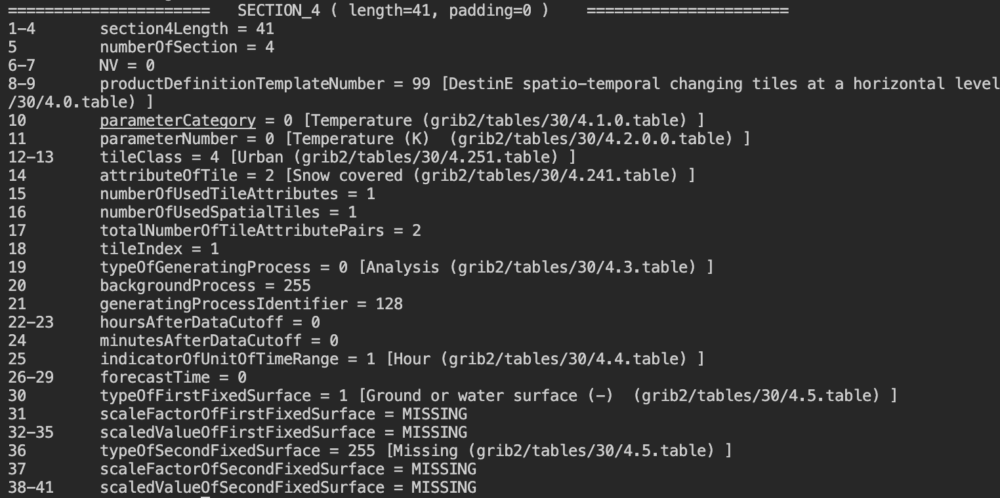 ======================   SECTION_4 ( length=41, padding=0 )    ======================
1-4       section4Length = 41
5         numberOfSection = 4
6-7       NV = 0
8-9       productDefinitionTemplateNumber = 99 [DestinE spatio-temporal changing tiles at a horizontal level
/30/4.0.table) ]
10        parameterCategory = 0 [Temperature (grib2/tables/30/4.1.0.table) ]
11        parameterNumber = 0 [Temperature (K)  (grib2/tables/30/4.2.0.0.table) ]
12-13     tileClass = 4 [Urban (grib2/tables/30/4.251.table) ]
14        attributeOfTile = 2 [Snow covered (grib2/tables/30/4.241.table) ]
15        numberOfUsedTileAttributes = 1
16        numberOfUsedSpatialTiles = 1
17        totalNumberOfTileAttributePairs = 2
18        tileIndex = 1
19        typeOfGeneratingProcess = 0 [Analysis (grib2/tables/30/4.3.table) ]
20        backgroundProcess = 255
21        generatingProcessIdentifier = 128
22-23     hoursAfterDataCutoff = 0
24        minutesAfterDataCutoff = 0
25        indicatorOfUnitOfTimeRange = 1 [Hour (grib2/tables/30/4.4.table) ]
26-29     forecastTime = 0
30        typeOfFirstFixedSurface = 1 [Ground or water surface (-)  (grib2/tables/30/4.5.table) ]
31        scaleFactorOfFirstFixedSurface = MISSING
32-35     scaledValueOfFirstFixedSurface = MISSING
36        typeOfSecondFixedSurface = 255 [Missing (grib2/tables/30/4.5.table) ]
37        scaleFactorOfSecondFixedSurface = MISSING
38-41     scaledValueOfSecondFixedSurface = MISSING